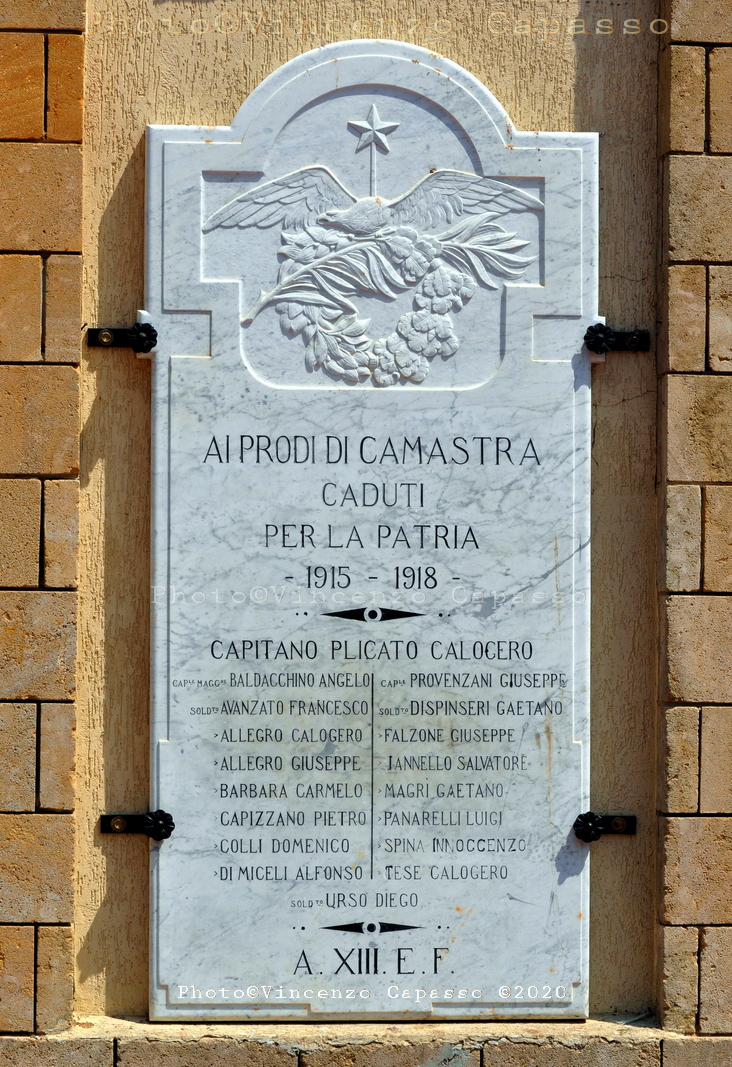 Photo©Vincenzo Capasso
AI PRODI DI CAMASTRA
CADUTI
PER LA PATRIA
- 1915 - 1918 -
Photo©Vincenzo Capasso
CAPITANO PLICATO CALOGERO
CAP.LE MAGG.RE BALDACCHINO ANGELO
SOLD.TO AVANZATO FRANCESCO
> ALLEGRO CALOGERO
> ALLEGRO GIUSEPPE
> BARBARA CARMELO
CAPIZZANO PIETRO
> COLLI DOMENICO
> DI MICELI ALFONSO
CAP.LE PROVENZANI GIUSEPPE
SOLD.TO DISPINSERI GAETANO
> FALZONE GIUSEPPE
> IANNELLO SALVATORE
> MAGRÌ GAETANO
> PANARELLI LUIGI
> SPINA INNOCCENZO
> TESE CALOGERO
SOLD.TO URSO DIEGO
A. XIII. E. F.
Photo©Vincenzo Capasso ©2020